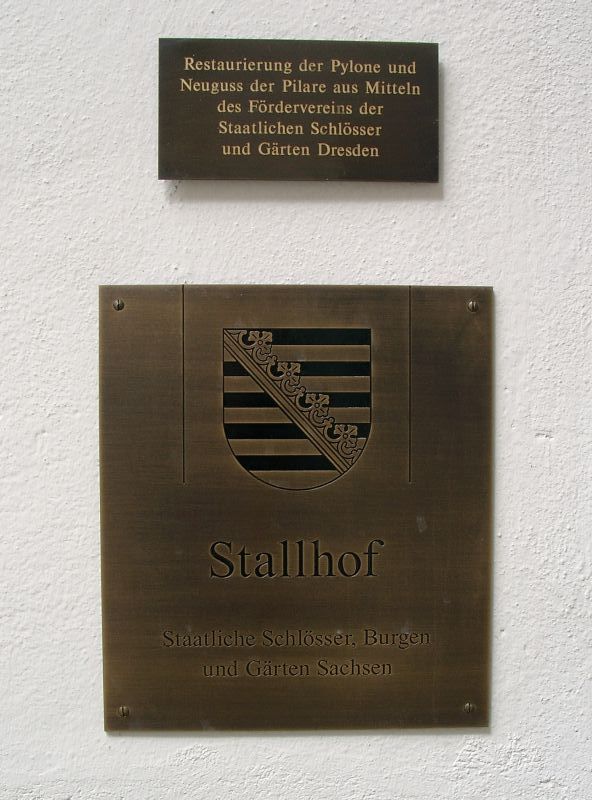 Restaurierung der Pylone und
Neuguss der Pilare aus Mitteln
des Fördervereins der
Staatlichen Schlösser
und Gärten Dresden
Stallhof
Staatliche Schlösser, Burgen
und Gärten Sachsen